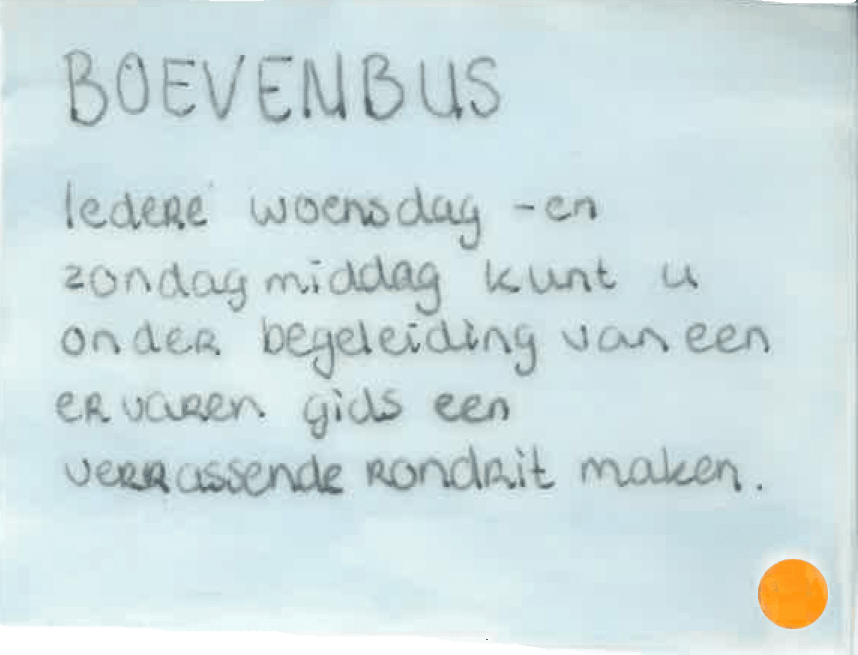 BOEVENBUS
Iedere woensdag -en
zondagmiddag kunt u
onder begeleiding van een
ervaren gids een
verrassende rondrit maken.